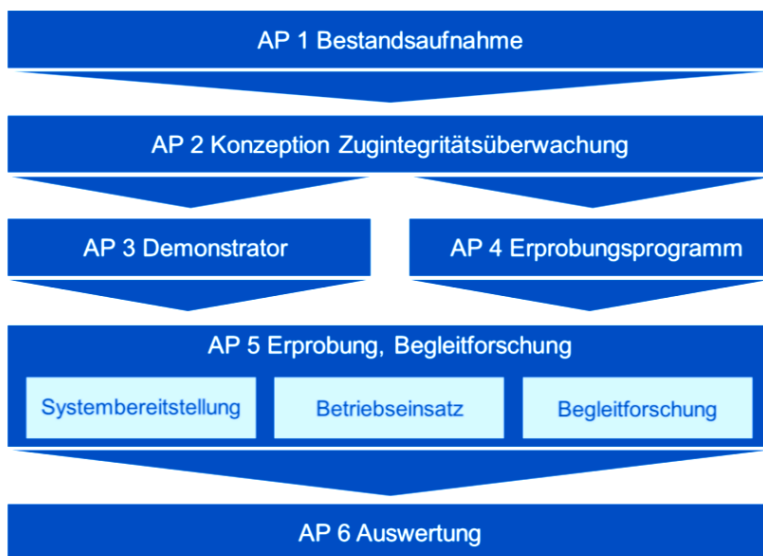 AP 1 Bestandsaufnahme
AP 2 Konzeption Zugintegritätsüberwachung
AP 3 Demonstrator
AP 4 Erprobungsprogramm
AP 5 Erprobung, Begleitforschung
Systembereitstellung
Betriebseinsatz
Begleitforschung
AP 6 Auswertung